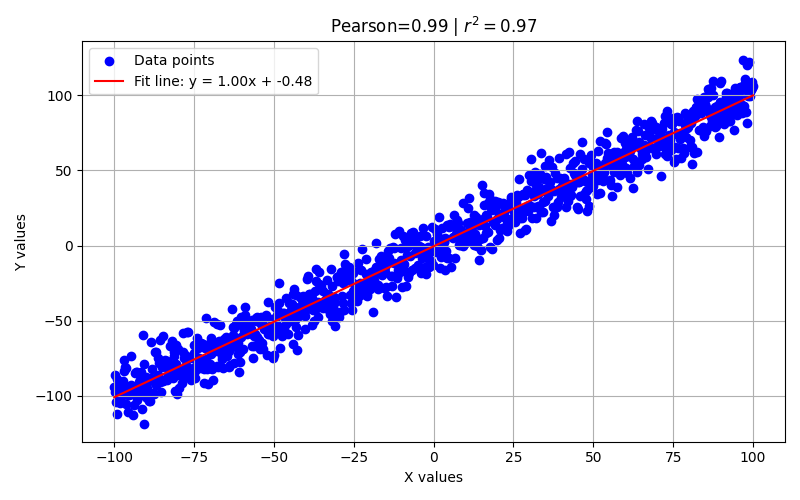 Pearson=0.99 | r² = 0.97
Data points
Fit line: y = 1.00x + -0.48
Y values
100
50
0
−50
−100
−100 −75 −50 −25 0 25 50 75 100
X values